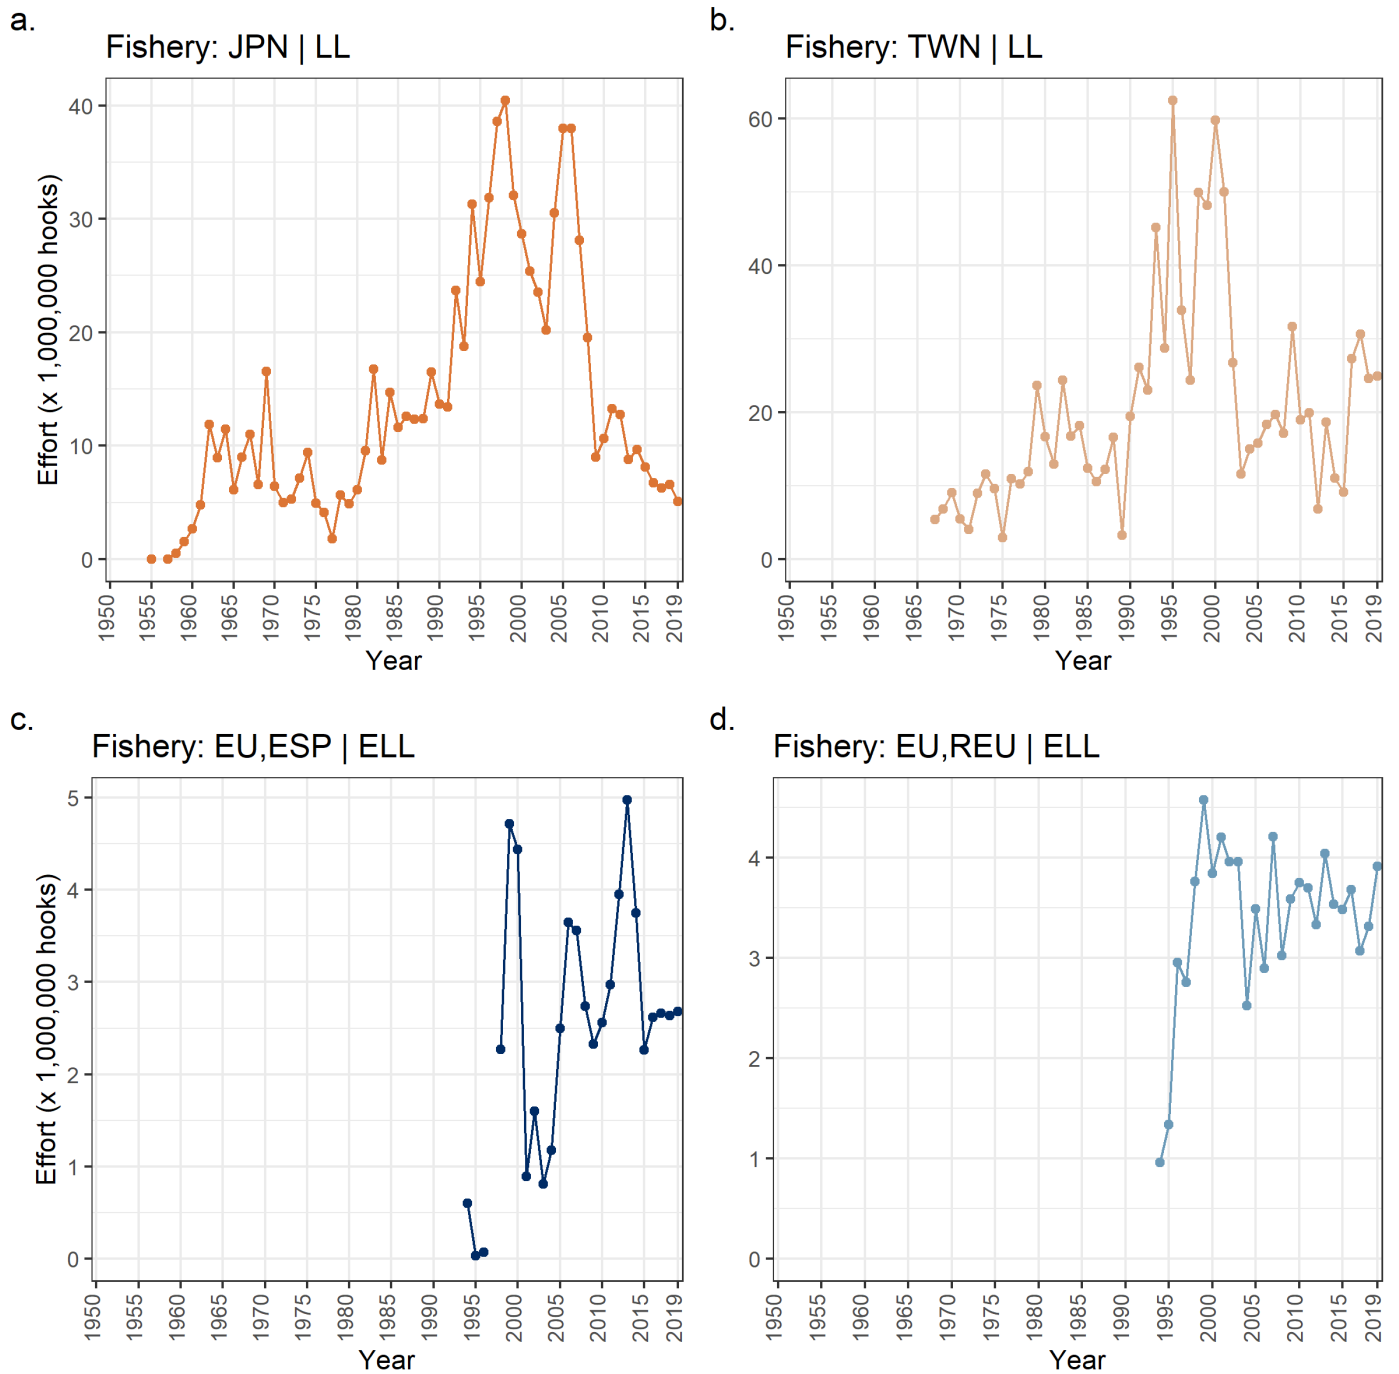 a.
Fishery: JPN | LL
Effort (x 1,000,000 hooks)
40
30
20
10
0
1950 1955 1960 1965 1970 1975 1980 1985 1990 1995 2000 2005 2010 2015 2019
Year
b.
Fishery: TWN | LL
60
40
20
0
1950 1955 1960 1965 1970 1975 1980 1985 1990 1995 2000 2005 2010 2015 2019
Year
c.
Fishery: EU,ESP | ELL
Effort (x 1,000,000 hooks)
5
4
3
2
1
0
1950 1955 1960 1965 1970 1975 1980 1985 1990 1995 2000 2005 2010 2015 2019
Year
d.
Fishery: EU,REU | ELL
4
3
2
1
0
1950 1955 1960 1965 1970 1975 1980 1985 1990 1995 2000 2005 2010 2015 2019
Year